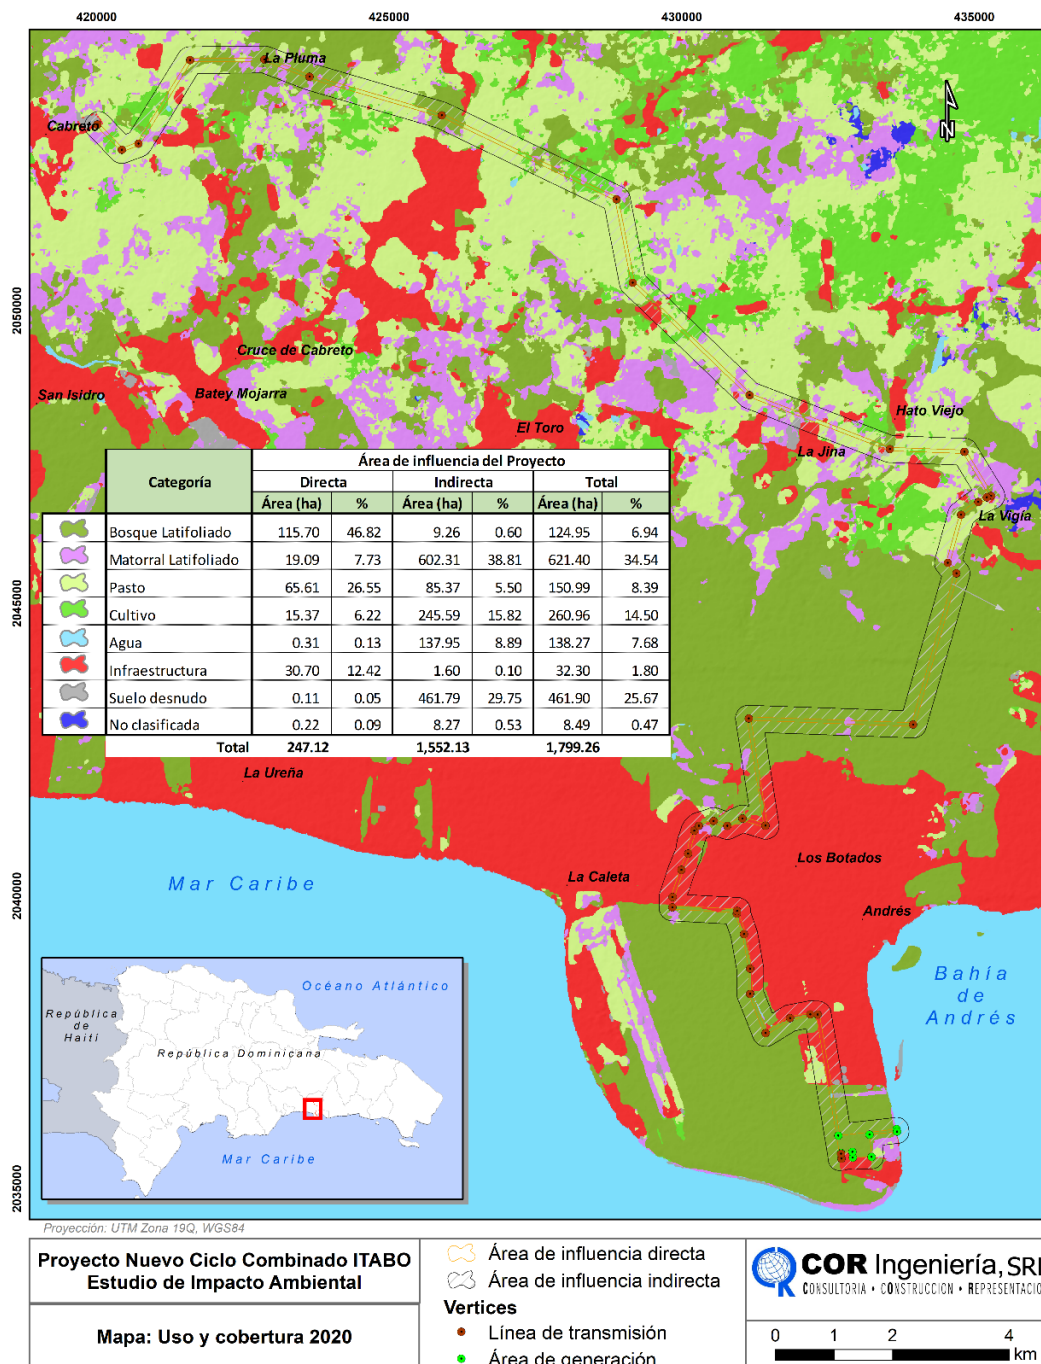 420000 425000 430000 435000
La Pluma
Cabreto
N
2050000
Cruce de Cabreto
San Isidro
Batey Mojarra
Hato Viejo
El Toro
La Jina
La Vigía
Categoría
Área de influencia del Proyecto
Directa Indirecta Total
Área (ha) % Área (ha) % Área (ha) %
Bosque Latifoliado 115.70 46.82 9.26 0.60 124.95 6.94
Matorral Latifoliado 19.09 7.73 602.31 38.81 621.40 34.54
Pasto 65.61 26.55 85.37 5.50 150.99 8.39
Cultivo 15.37 6.22 245.59 15.82 260.96 14.50
Agua 0.31 0.13 137.95 8.89 138.27 7.68
Infraestructura 30.70 12.42 1.60 0.10 32.30 1.80
Suelo desnudo 0.11 0.05 461.79 29.75 461.90 25.67
No clasificada 0.22 0.09 8.27 0.53 8.49 0.47
Total 247.12 1,552.13 1,799.26
2045000
La Ureña
Los Botados
La Caleta
Mar Caribe
2040000
Andrés
Bahía
de
Andrés
Océano Atlántico
República
de
Haití
República Dominicana
Mar Caribe
2035000
Proyección: UTM Zona 19Q, WGS84
Proyecto Nuevo Ciclo Combinado ITABO
Estudio de Impacto Ambiental
Mapa: Uso y cobertura 2020
Área de influencia directa
Área de influencia indirecta
Vertices
Línea de transmisión
Área de generación
COR Ingeniería, SRL
CONSULTORIA • CONSTRUCCION • REPRESENTACIO
0 1 2 4
km